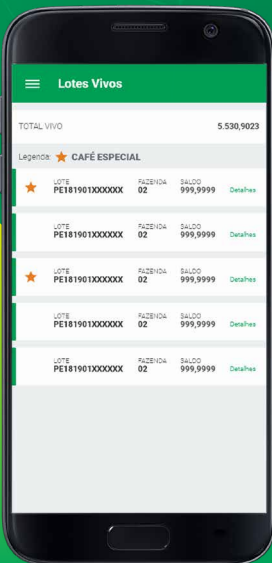 Lotes Vivos
TOTAL VIVO 5.530,9023
Legenda: CAFÉ ESPECIAL
LOTE FAZENDA SALDO
PE181901XXXXXX 02 999,9999 Detalhes
LOTE FAZENDA SALDO
PE181901XXXXXX 02 999,9999 Detalhes
LOTE FAZENDA SALDO
PE181901XXXXXX 02 999,9999 Detalhes
LOTE FAZENDA SALDO
PE181901XXXXXX 02 999,9999 Detalhes
LOTE FAZENDA SALDO
PE181901XXXXXX 02 999,9999 Detalhes